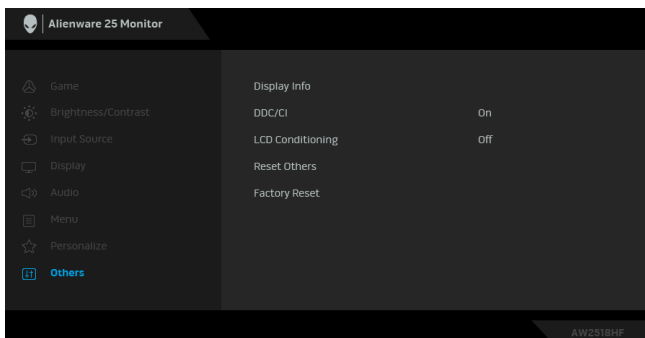 Alienware 25 Monitor
Game
Brightness/Contrast
Input Source
Display
Audio
Menu
Personalize
Others
Display Info
DDC/CI On
LCD Conditioning Off
Reset Others
Factory Reset
AW2518HF